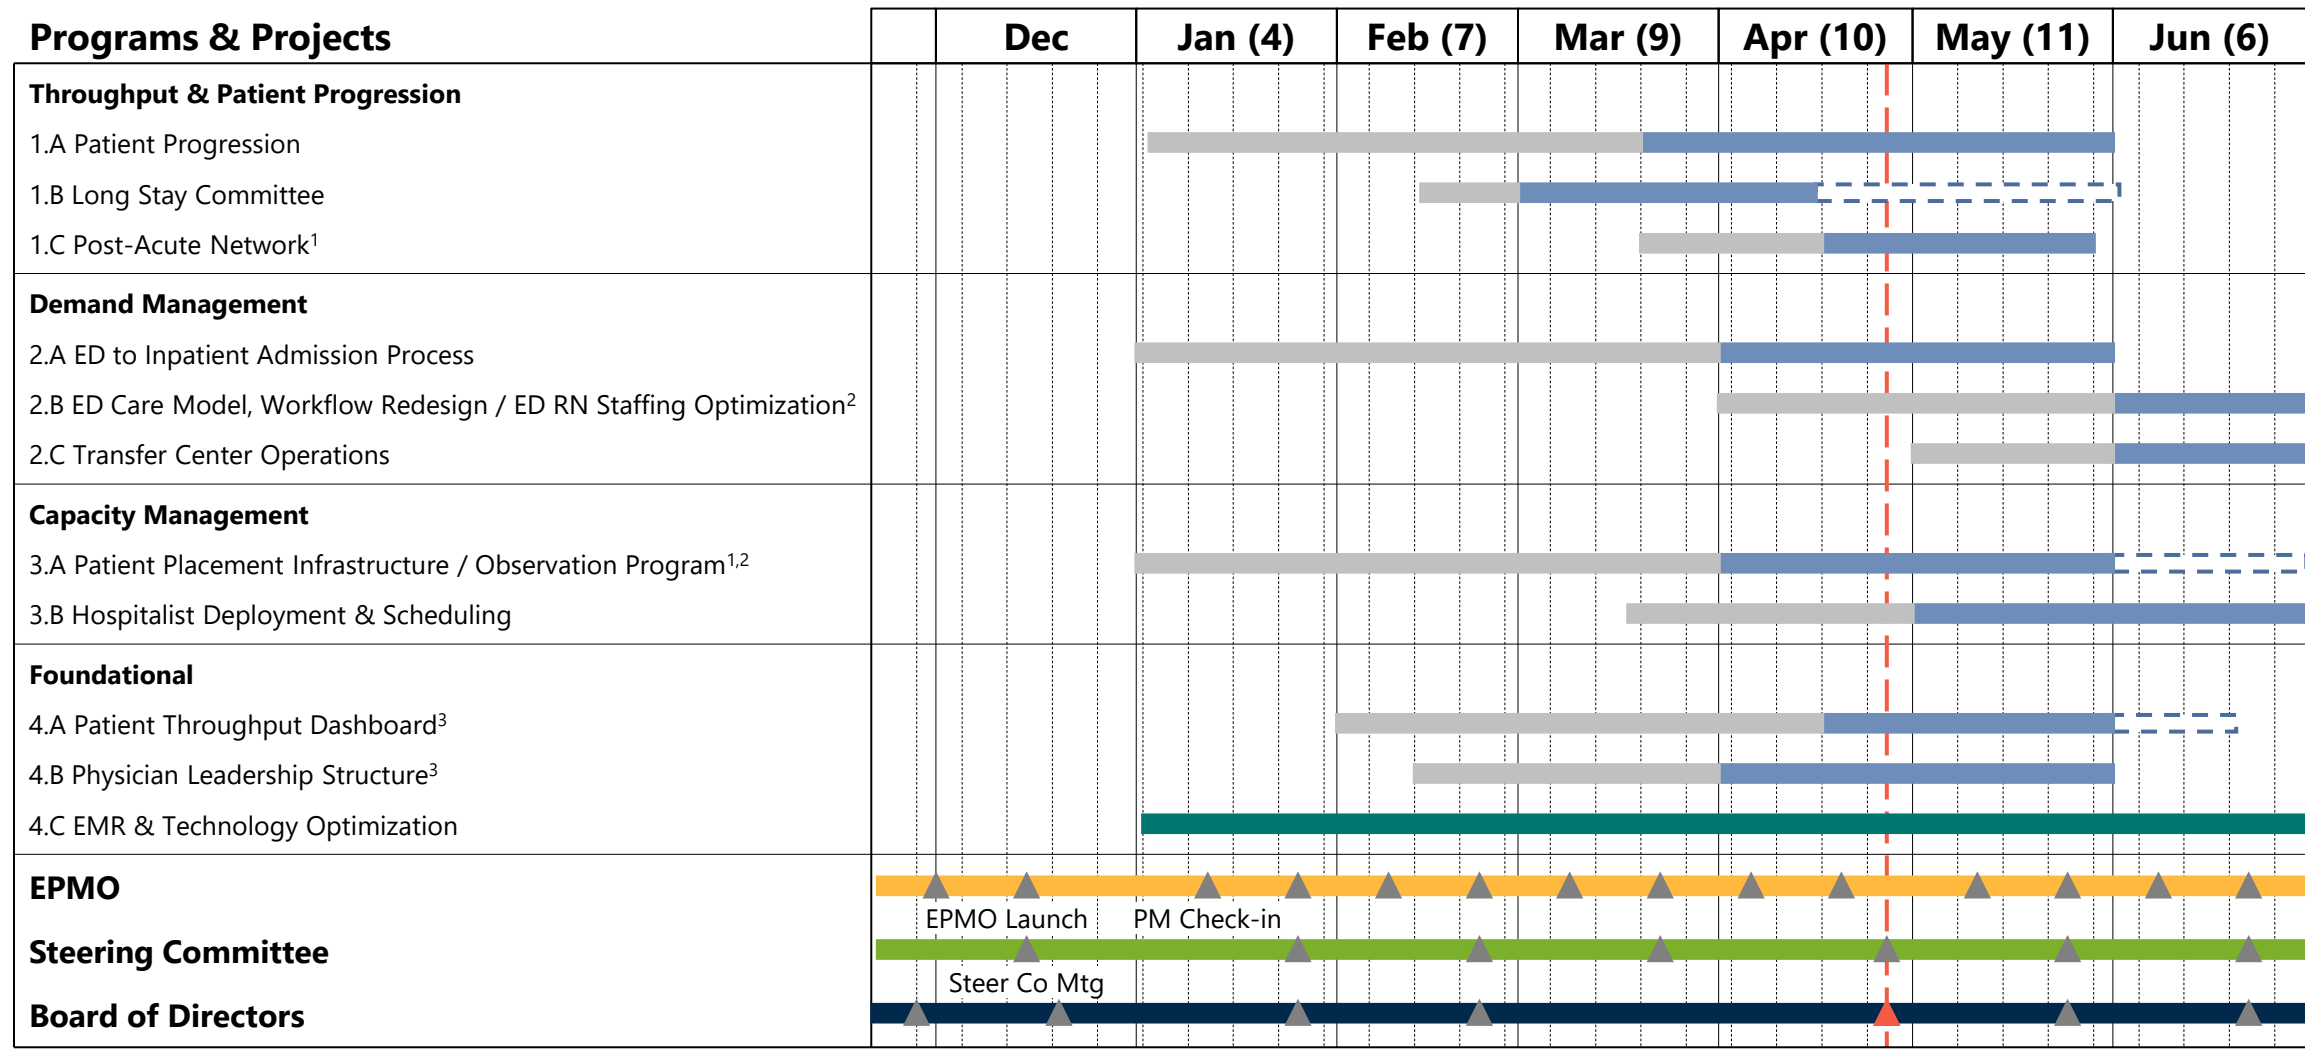 Programs & Projects Dec Jan (4) Feb (7) Mar (9) Apr (10) May (11) Jun (6)
Throughput & Patient Progression
1.A Patient Progression
1.B Long Stay Committee
1.C Post-Acute Network¹
Demand Management
2.A ED to Inpatient Admission Process
2.B ED Care Model, Workflow Redesign / ED RN Staffing Optimization²
2.C Transfer Center Operations
Capacity Management
3.A Patient Placement Infrastructure / Observation Program¹,²
3.B Hospitalist Deployment & Scheduling
Foundational
4.A Patient Throughput Dashboard³
4.B Physician Leadership Structure³
4.C EMR & Technology Optimization
EPMO
EPMO Launch PM Check-in
Steering Committee
Steer Co Mtg
Board of Directors